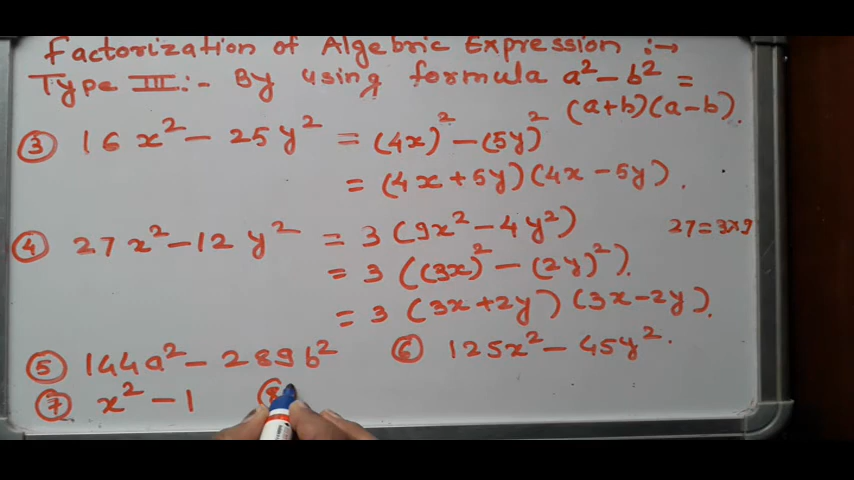 Factorization of Algebric Expression :→
Type III :- By using formula a² - b² =
(a+b)(a-b).
③ 16x² - 25y² = (4x)² - (5y)²
= (4x+5y)(4x-5y).
④ 27x² - 12y² = 3(9x² - 4y²)
27=3×9
= 3((3x)² - (2y)²).
= 3(3x+2y)(3x-2y).
⑤ 144a² - 289b² ⑥ 125x² - 45y².
⑦ x² - 1 ⑧